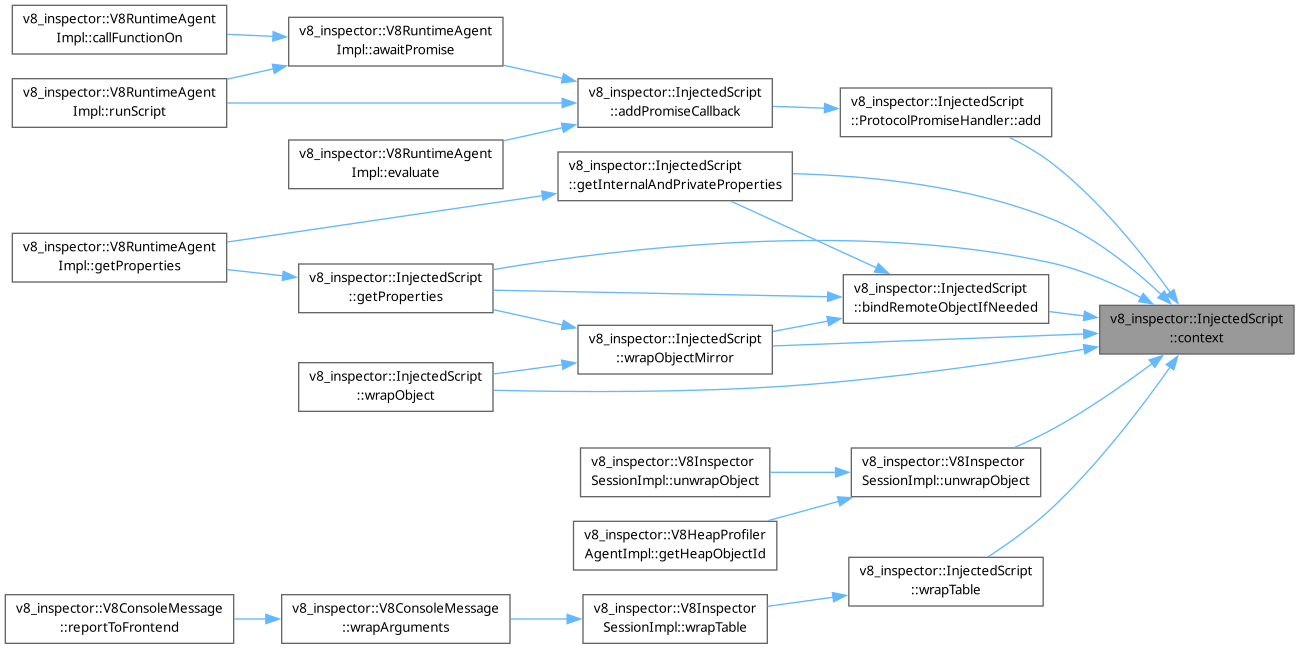 v8_inspector::V8RuntimeAgent
Impl::callFunctionOn
v8_inspector::V8RuntimeAgent
Impl::awaitPromise
v8_inspector::V8RuntimeAgent
Impl::runScript
v8_inspector::InjectedScript
::addPromiseCallback
v8_inspector::InjectedScript
::ProtocolPromiseHandler::add
v8_inspector::V8RuntimeAgent
Impl::evaluate
v8_inspector::InjectedScript
::getInternalAndPrivateProperties
v8_inspector::V8RuntimeAgent
Impl::getProperties
v8_inspector::InjectedScript
::getProperties
v8_inspector::InjectedScript
::bindRemoteObjectIfNeeded
v8_inspector::InjectedScript
::context
v8_inspector::InjectedScript
::wrapObjectMirror
v8_inspector::InjectedScript
::wrapObject
v8_inspector::V8Inspector
SessionImpl::unwrapObject
v8_inspector::V8Inspector
SessionImpl::unwrapObject
v8_inspector::V8HeapProfiler
AgentImpl::getHeapObjectId
v8_inspector::InjectedScript
::wrapTable
v8_inspector::V8ConsoleMessage
::reportToFrontend
v8_inspector::V8ConsoleMessage
::wrapArguments
v8_inspector::V8Inspector
SessionImpl::wrapTable